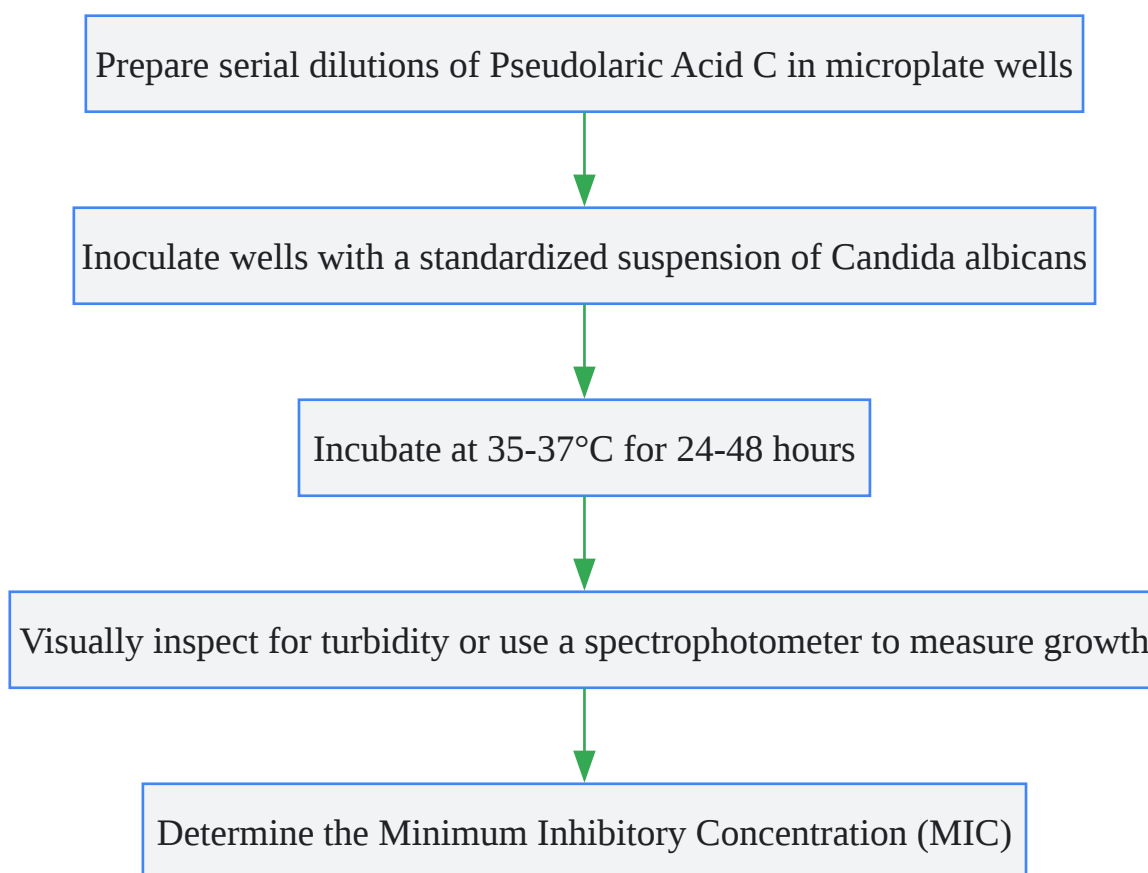 Prepare serial dilutions of Pseudolaric Acid C in microplate wells
Inoculate wells with a standardized suspension of Candida albicans
Incubate at 35-37°C for 24-48 hours
Visually inspect for turbidity or use a spectrophotometer to measure growth
Determine the Minimum Inhibitory Concentration (MIC)